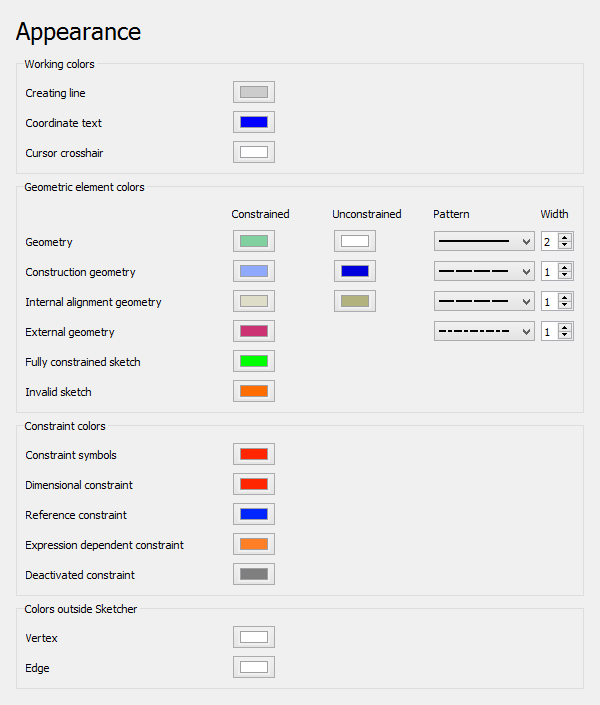 Appearance
Working colors
Creating line
Coordinate text
Cursor crosshair
Geometric element colors
Constrained Unconstrained Pattern Width
Geometry 2
Construction geometry 1
Internal alignment geometry 1
External geometry 1
Fully constrained sketch
Invalid sketch
Constraint colors
Constraint symbols
Dimensional constraint
Reference constraint
Expression dependent constraint
Deactivated constraint
Colors outside Sketcher
Vertex
Edge